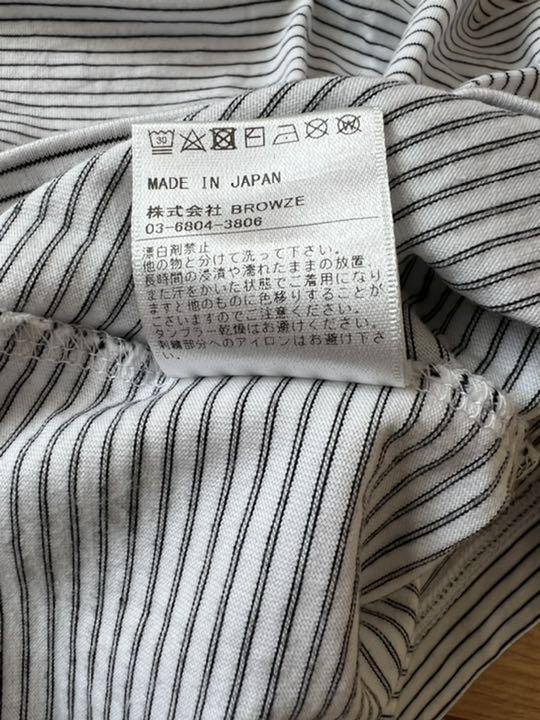 30
MADE IN JAPAN
株式会社 BROWZE
03-6804-3806
漂白剤禁止
他の物と分けて洗って下さい。
長時間の浸漬や濡れたままの放置、
また汗をかいた状態でご着用になり
ますと他のものに色移りすることが
ございますのでご注意ください。
タンブラー乾燥はお避けください。
刺繍部分へのアイロンはお避け下さ
い。